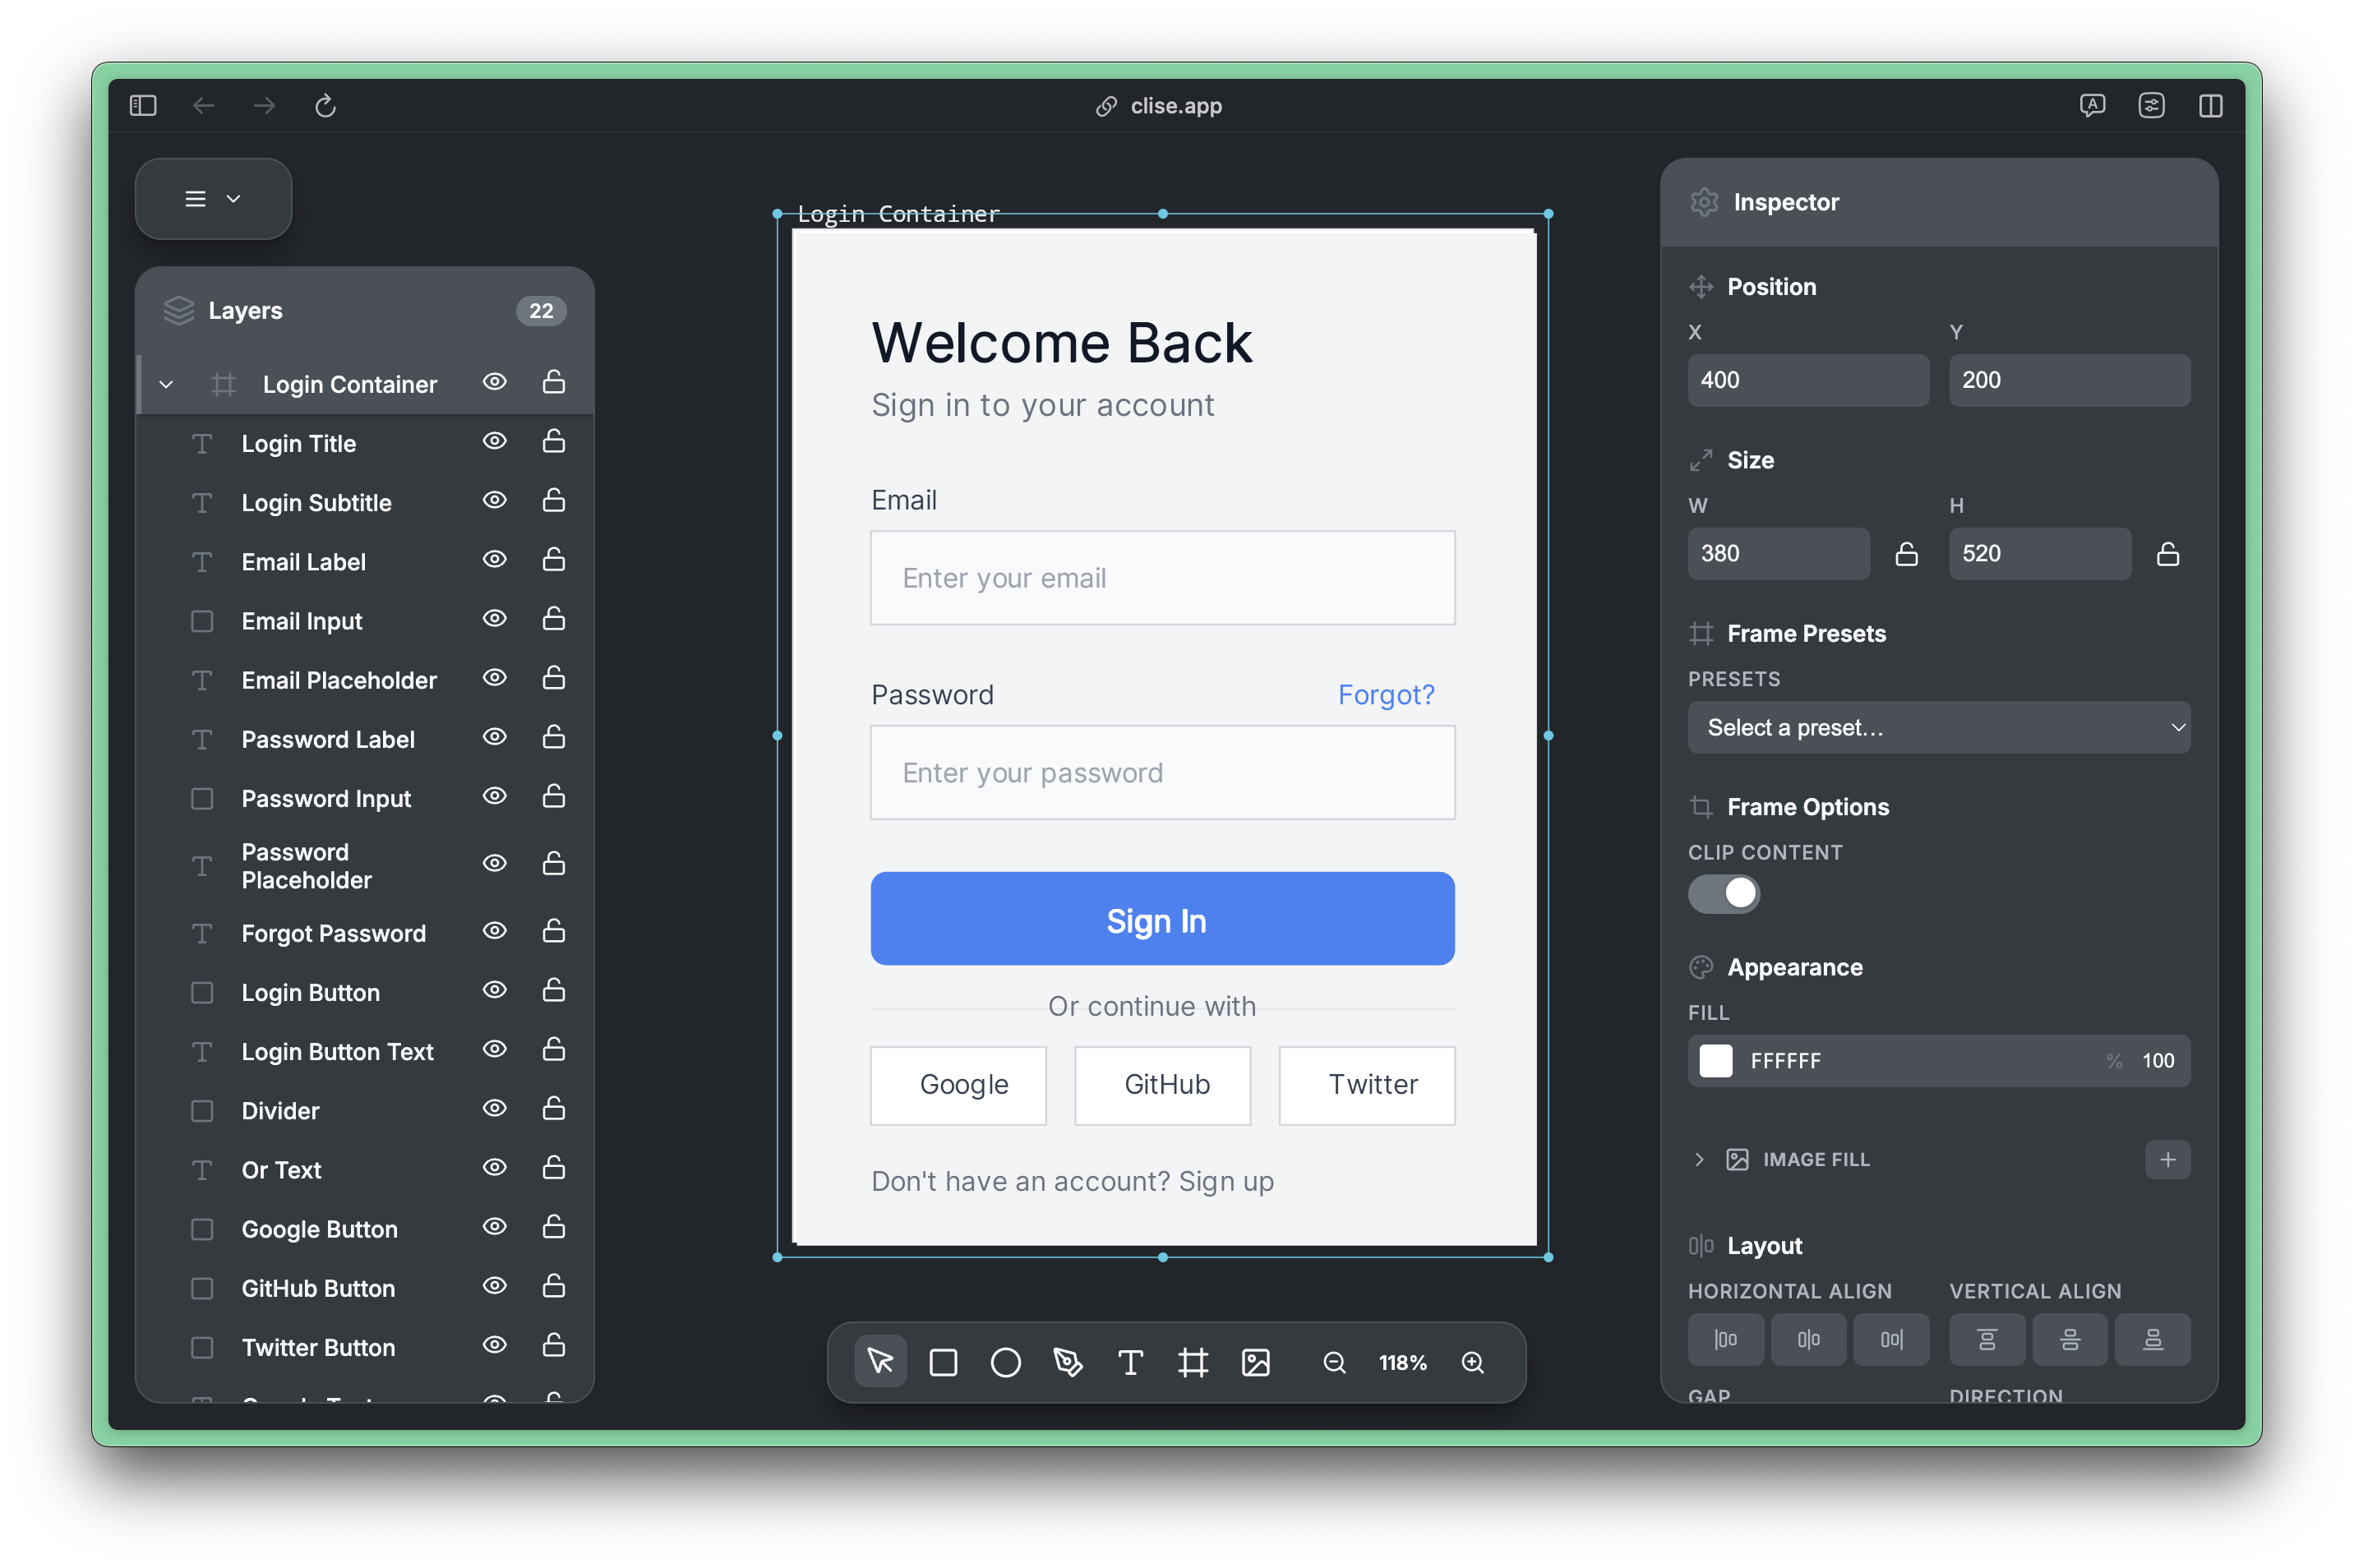 clise.app
Layers
22
Login Container
Login Title
Login Subtitle
Email Label
Email Input
Email Placeholder
Password Label
Password Input
Password
Placeholder
Forgot Password
Login Button
Login Button Text
Divider
Or Text
Google Button
GitHub Button
Twitter Button
Login Container
Welcome Back
Sign in to your account
Email
Enter your email
Password
Forgot?
Enter your password
Sign In
Or continue with
Google
GitHub
Twitter
Don't have an account? Sign up
118%
Inspector
Position
X
Y
400
200
Size
W
H
380
520
Frame Presets
PRESETS
Select a preset...
Frame Options
CLIP CONTENT
Appearance
FILL
FFFFFF
% 100
IMAGE FILL
Layout
HORIZONTAL ALIGN
VERTICAL ALIGN
GAP
DIRECTION